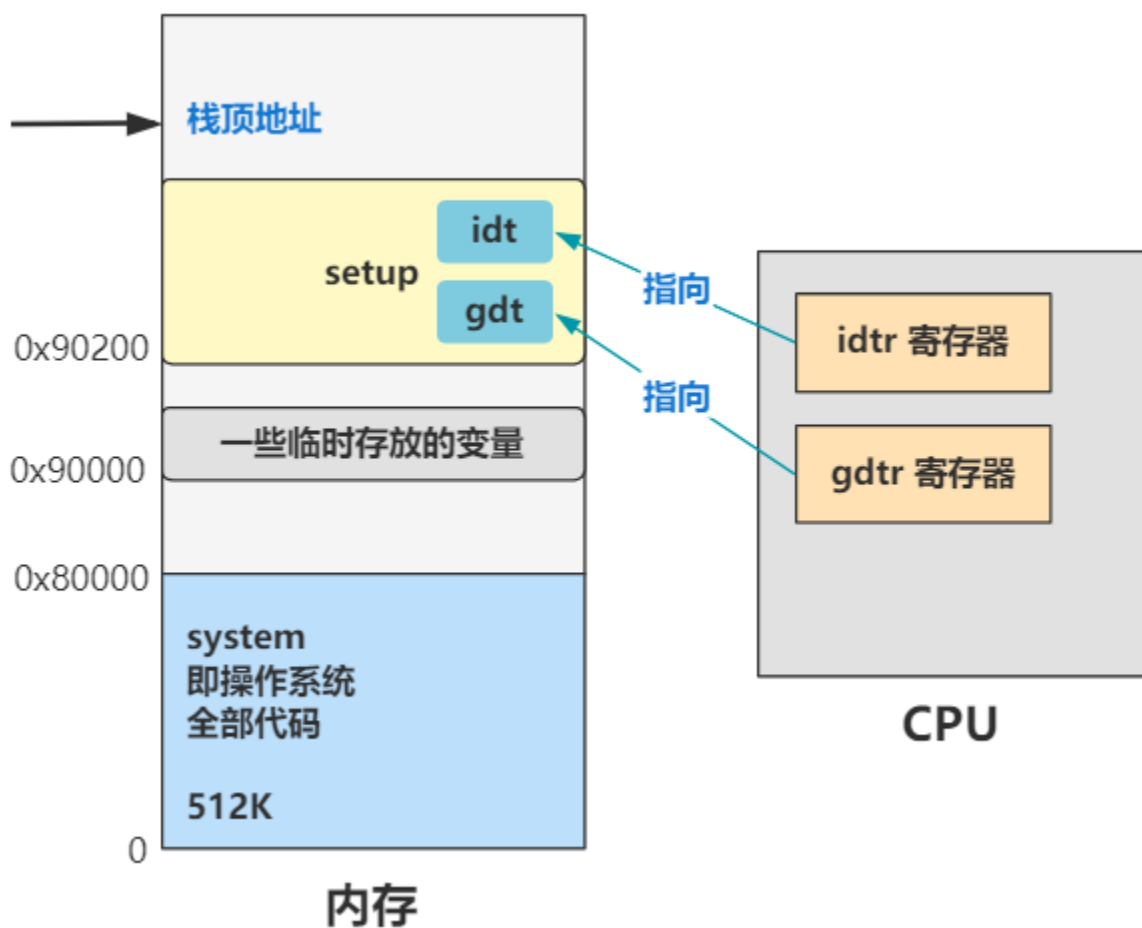 栈顶地址
idt
setup
gdt
指向
指向
idtr 寄存器
gdtr 寄存器
0x90200
一些临时存放的变量
0x90000
0x80000
system
即操作系统
全部代码
512K
0
内存
CPU